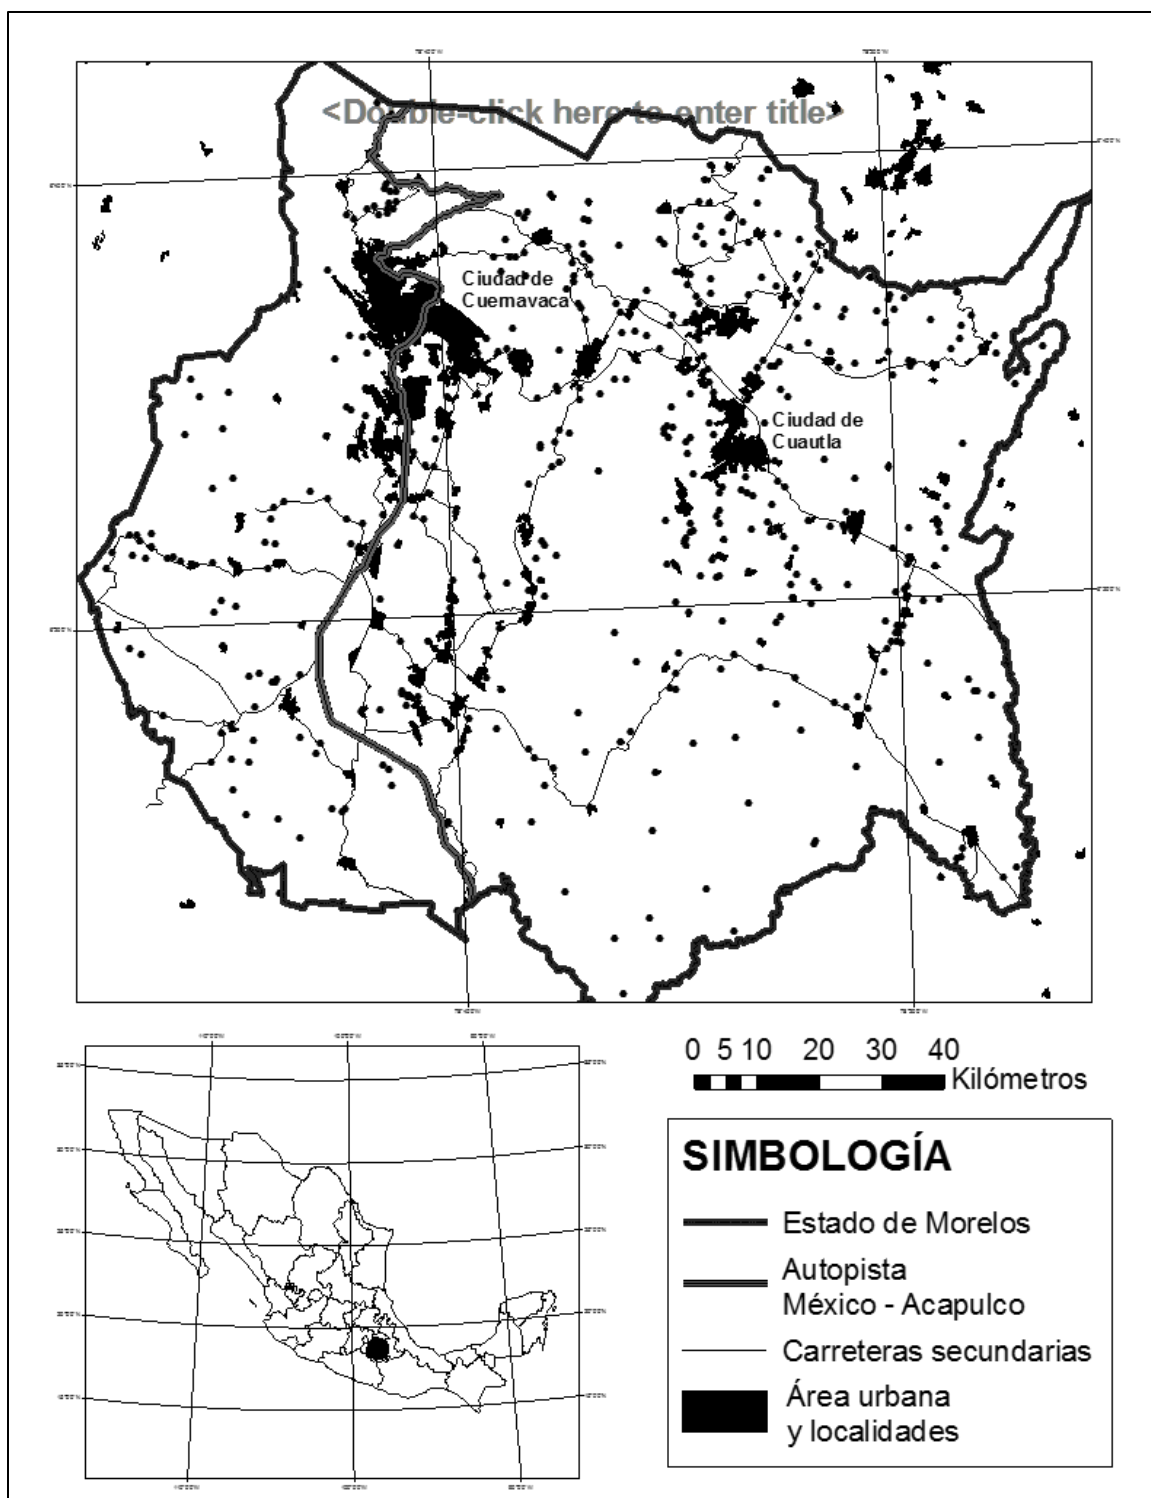 <Double-click here to enter title>
Ciudad de
Cuernavaca
Ciudad de
Cuautla
0 5 10 20 30 40
Kilómetros
SIMBOLOGÍA
Estado de Morelos
Autopista
México - Acapulco
Carreteras secundarias
Área urbana
y localidades